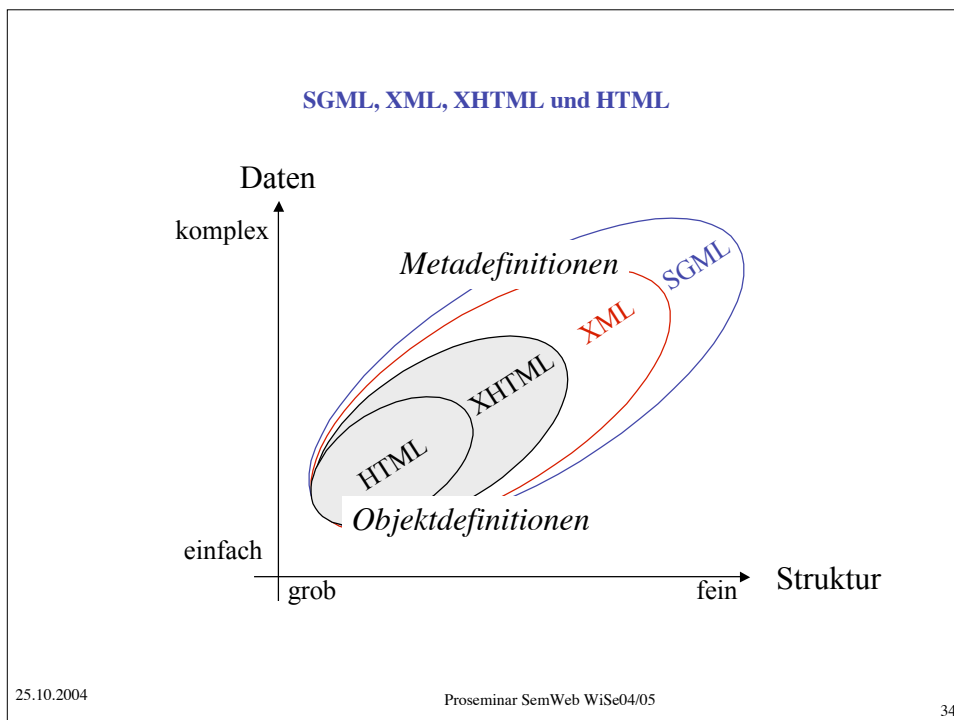 SGML, XML, XHTML und HTML
Daten
komplex
Metadefinitionen
SGML
XML
XHTML
HTML
Objektdefinitionen
einfach
grob
fein
Struktur
25.10.2004
Proseminar SemWeb WiSe04/05
34